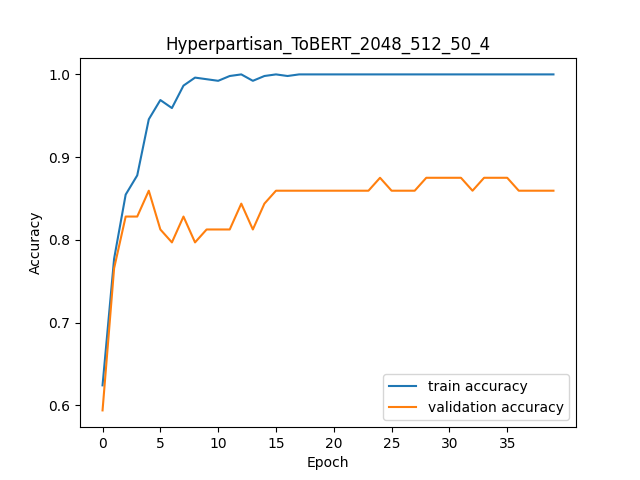 Hyperpartisan_ToBERT_2048_512_50_4
1.0
0.9
0.8
0.7
0.6
Accuracy
0 5 10 15 20 25 30 35
Epoch
train accuracy
validation accuracy